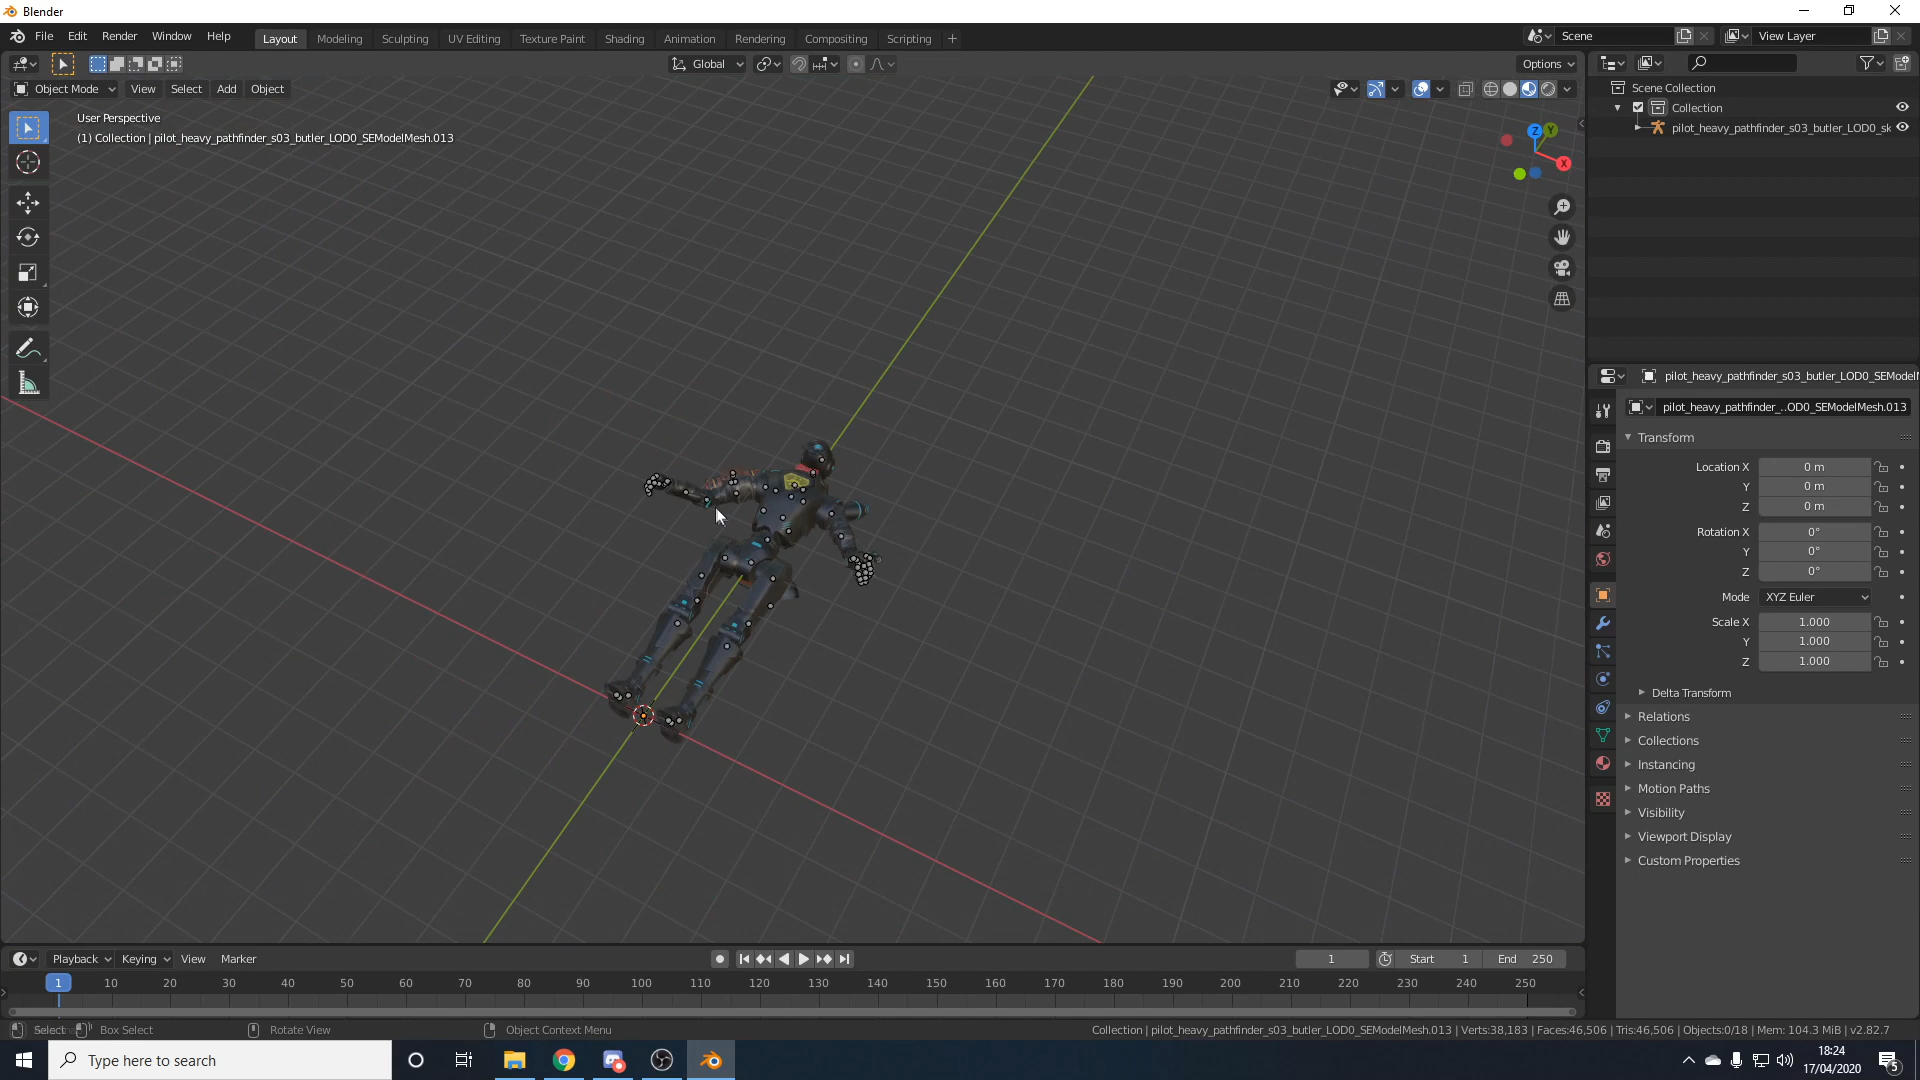 Blender
File Edit Render Window Help
Layout Modeling Sculpting UV Editing Texture Paint Shading Animation Rendering Compositing Scripting +
Scene View Layer
Global Options
Object Mode View Select Add Object
User Perspective
(1) Collection | pilot_heavy_pathfinder_s03_butler_LOD0_SEModelMesh.013
Z Y X
Scene Collection
Collection
pilot_heavy_pathfinder_s03_butler_LOD0_sk
pilot_heavy_pathfinder_s03_butler_LOD0_SEModelM
pilot_heavy_pathfinder_..OD0_SEModelMesh.013
Transform
Location X 0 m
Y 0 m
Z 0 m
Rotation X 0°
Y 0°
Z 0°
Mode XYZ Euler
Scale X 1.000
Y 1.000
Z 1.000
Delta Transform
Relations
Collections
Instancing
Motion Paths
Visibility
Viewport Display
Custom Properties
Playback Keying View Marker 1 Start 1 End 250
1 10 20 30 40 50 60 70 80 90 100 110 120 130 140 150 160 170 180 190 200 210 220 230 240 250
Select Box Select Rotate View Object Context Menu
Collection | pilot_heavy_pathfinder_s03_butler_LOD0_SEModelMesh.013 | Verts:38,183 | Faces:46,506 | Tris:46,506 | Objects:0/18 | Mem: 104.3 MiB | v2.82.7
Type here to search
18:24
17/04/2020
5